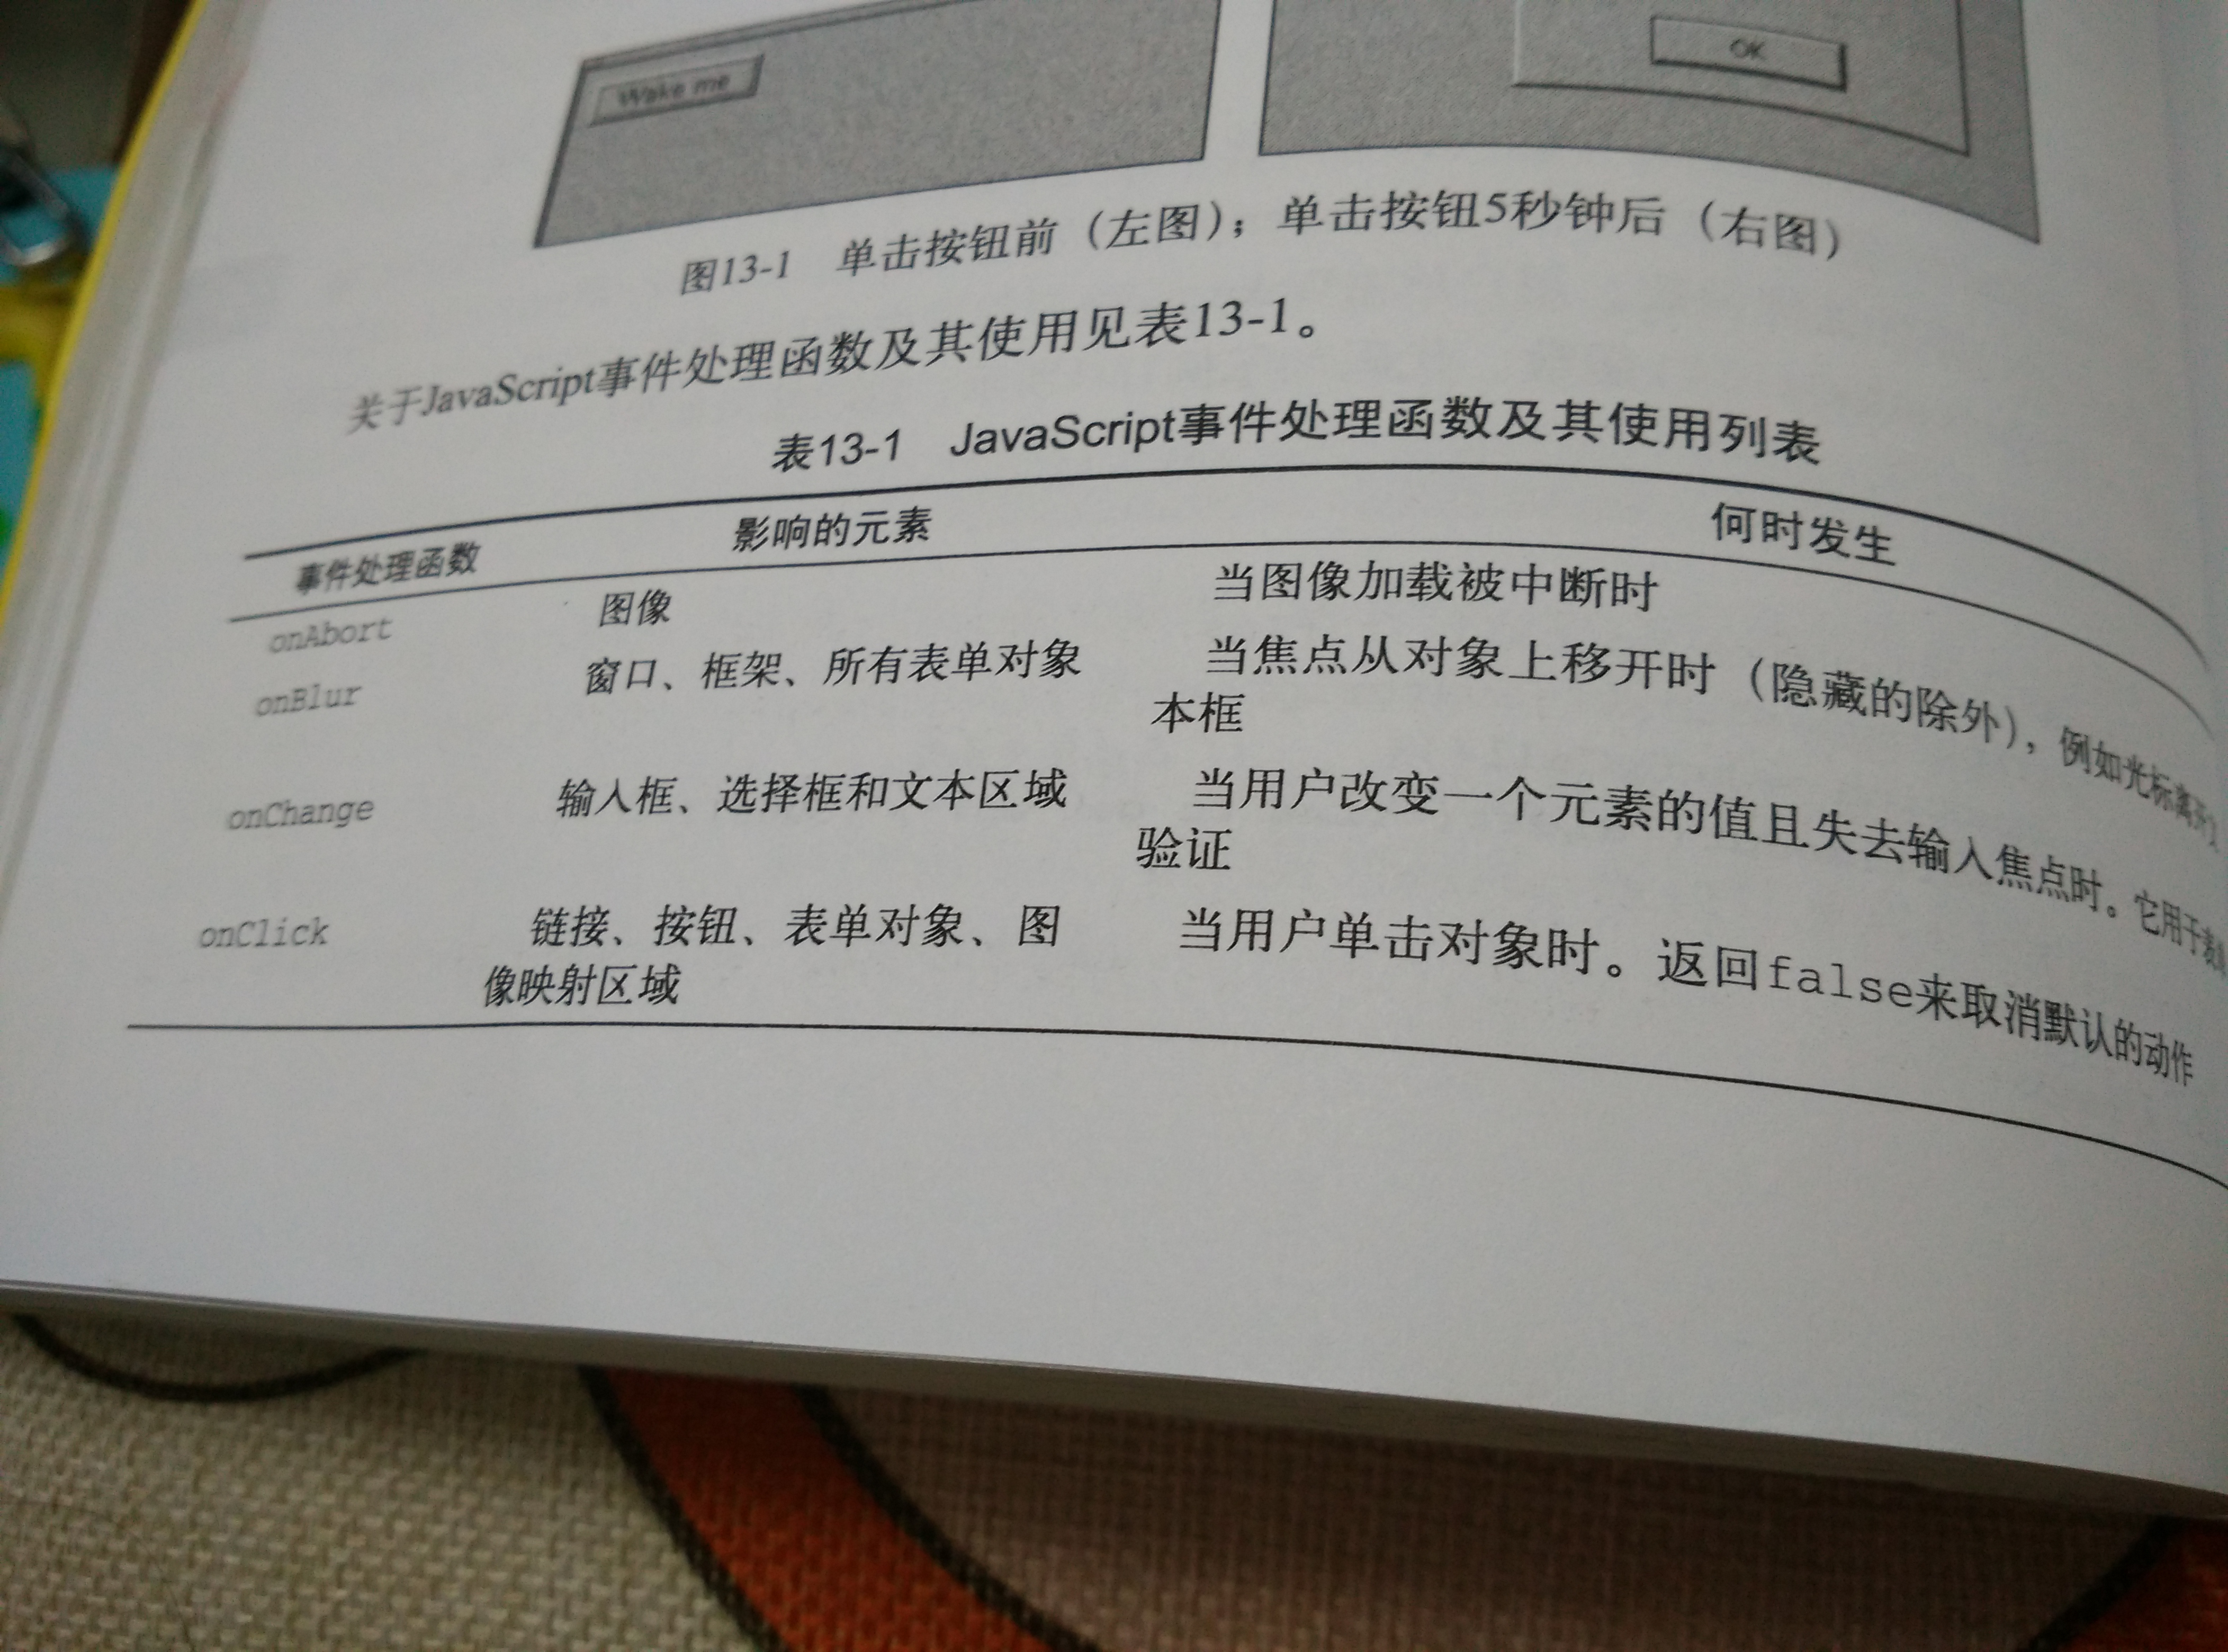 Wake me
OK
图13-1 单击按钮前（左图）；单击按钮5秒钟后（右图）
关于JavaScript事件处理函数及其使用见表13-1。
表13-1 JavaScript事件处理函数及其使用列表
事件处理函数 影响的元素 何时发生
onAbort 图像 当图像加载被中断时
onBlur 窗口、框架、所有表单对象 当焦点从对象上移开时（隐藏的除外），例如光标离开文
本框
onChange 输入框、选择框和文本区域 当用户改变一个元素的值且失去输入焦点时。它用于表单
验证
onClick 链接、按钮、表单对象、图 当用户单击对象时。返回false来取消默认的动作
像映射区域